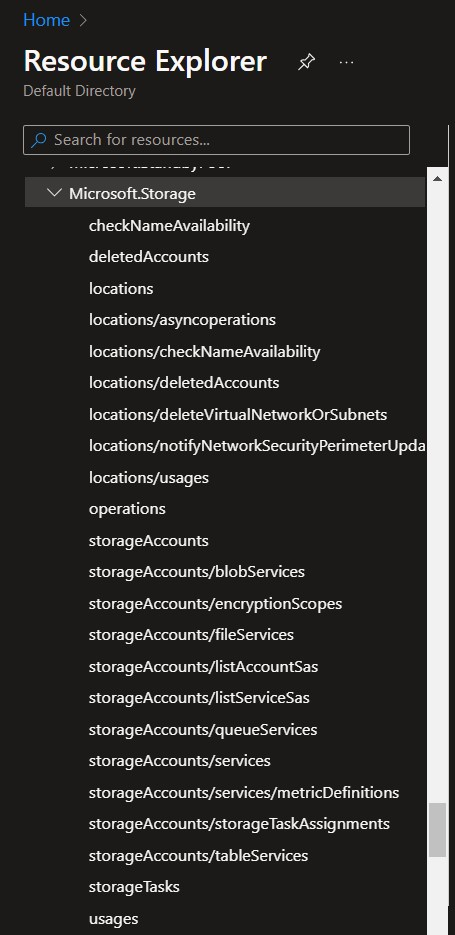 Home
Resource Explorer
Default Directory
Search for resources...
Microsoft.Storage
checkNameAvailability
deletedAccounts
locations
locations/asyncoperations
locations/checkNameAvailability
locations/deletedAccounts
locations/deleteVirtualNetworkOrSubnets
locations/notifyNetworkSecurityPerimeterUpda
locations/usages
operations
storageAccounts
storageAccounts/blobServices
storageAccounts/encryptionScopes
storageAccounts/fileServices
storageAccounts/listAccountSas
storageAccounts/listServiceSas
storageAccounts/queueServices
storageAccounts/services
storageAccounts/services/metricDefinitions
storageAccounts/storageTaskAssignments
storageAccounts/tableServices
storageTasks
usages